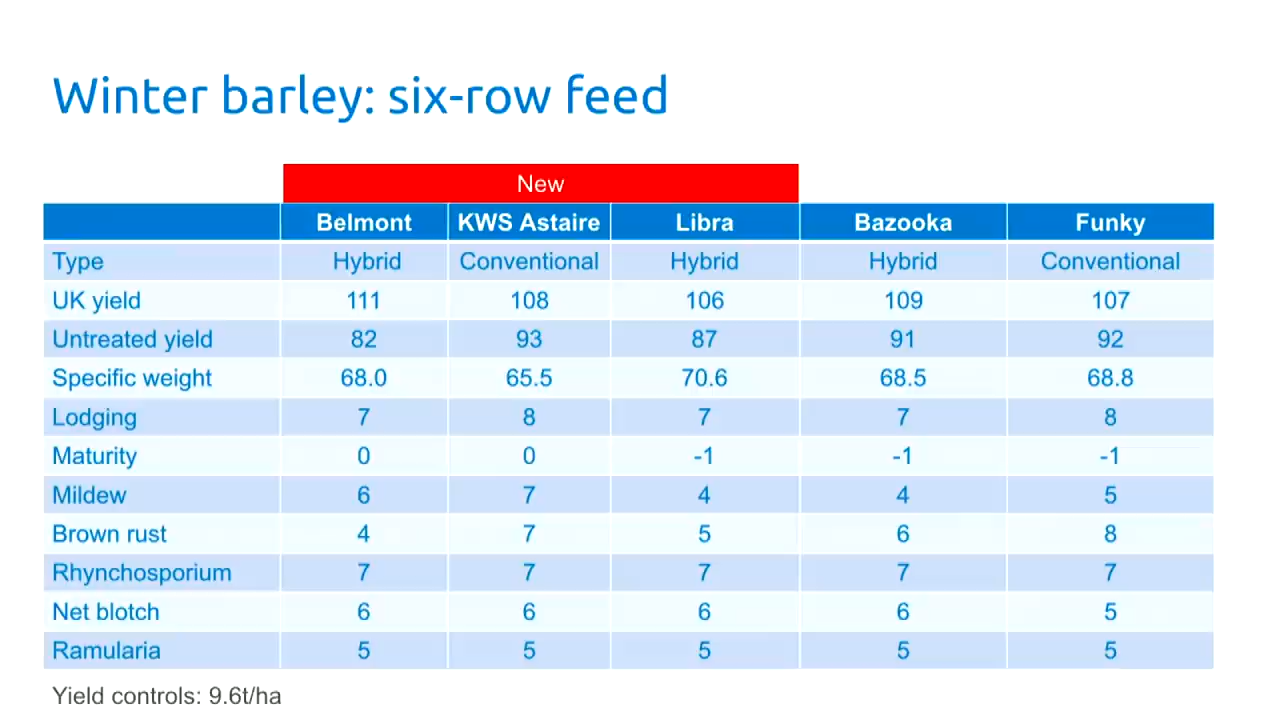 Winter barley: six-row feed
New
Belmont KWS Astaire Libra Bazooka Funky
Type Hybrid Conventional Hybrid Hybrid Conventional
UK yield 111 108 106 109 107
Untreated yield 82 93 87 91 92
Specific weight 68.0 65.5 70.6 68.5 68.8
Lodging 7 8 7 7 8
Maturity 0 0 -1 -1 -1
Mildew 6 7 4 4 5
Brown rust 4 7 5 6 8
Rhynchosporium 7 7 7 7 7
Net blotch 6 6 6 6 5
Ramularia 5 5 5 5 5
Yield controls: 9.6t/ha